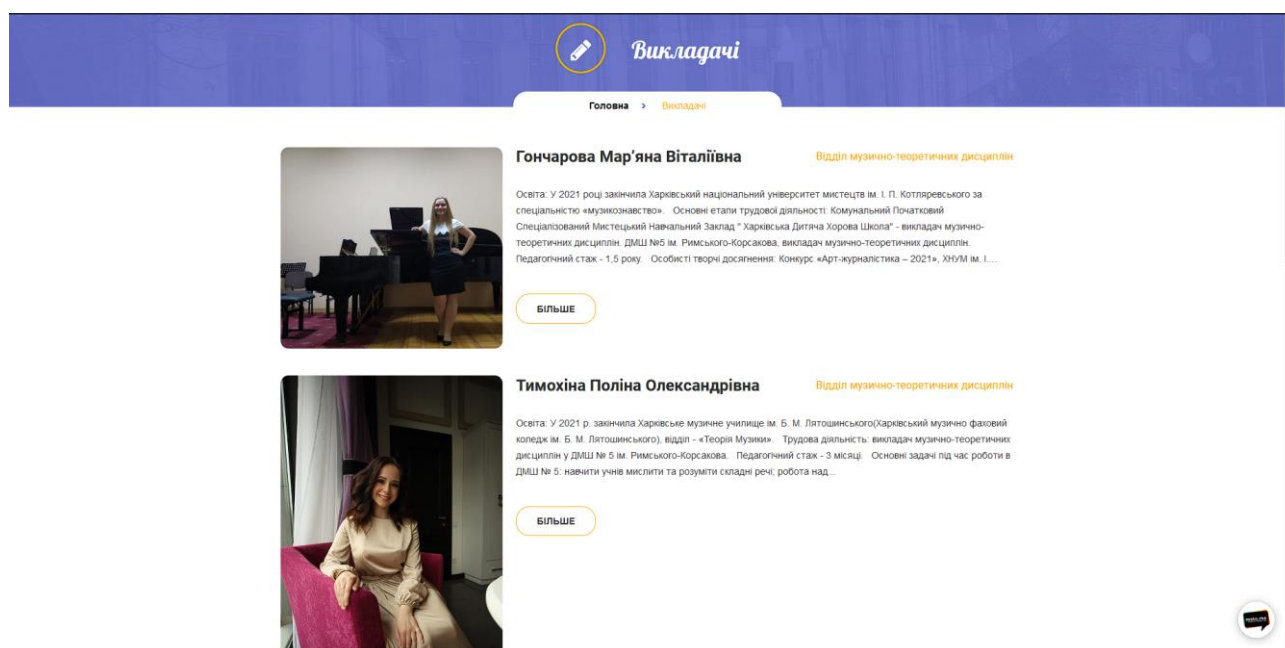 Викладачі
Головна > Викладачі
Гончарова Мар’яна Віталіївна
Відділ музично-теоретичних дисциплін
Освіта: У 2021 році закінчила Харківський національний університет мистецтв ім. І. П. Котляревського за
спеціальністю «музикознавство». Основні етапи трудової діяльності: Комунальний Початковий
Спеціалізований Мистецький Навчальний Заклад " Харківська Дитяча Хорова Школа" - викладач музично-
теоретичних дисциплін. ДМШ №5 ім. Римського-Корсакова, викладач музично-теоретичних дисциплін.
Педагогічний стаж - 1,5 року. Особисті творчі досягнення: Конкурс «Арт-журналістика – 2021», ХНУМ ім. І....
БІЛЬШЕ
Тимохіна Поліна Олександрівна
Відділ музично-теоретичних дисциплін
Освіта: У 2021 р. закінчила Харківське музичне училище ім. Б. М. Лятошинського(Харківський музично фаховий
коледж ім. Б. М. Лятошинського), відділ - «Теорія Музики». Трудова діяльність: викладач музично-теоретичних
дисциплін у ДМШ № 5 ім. Римського-Корсакова. Педагогічний стаж - 3 місяці. Основні задачі під час роботи в
ДМШ № 5: навчити учнів мислити та розуміти складні речі; робота над...
БІЛЬШЕ